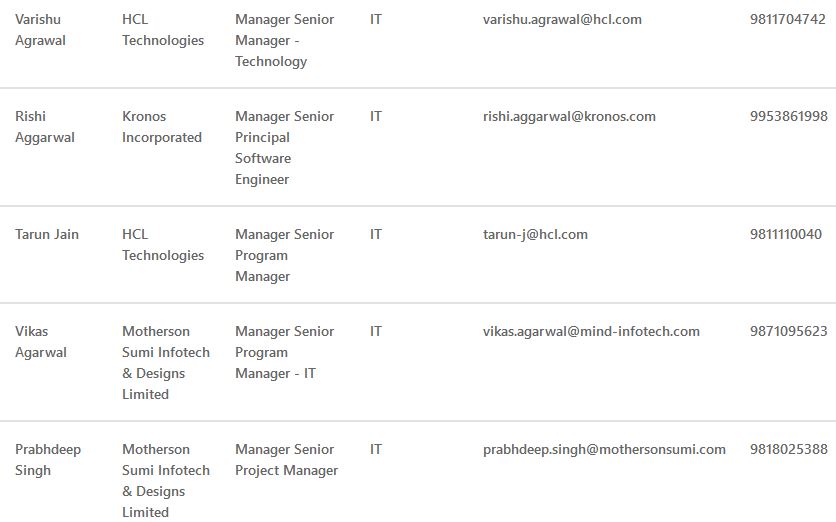 Varishu Agrawal HCL Technologies Manager Senior Manager - Technology IT varishu.agrawal@hcl.com 9811704742
Rishi Aggarwal Kronos Incorporated Manager Senior Principal Software Engineer IT rishi.aggarwal@kronos.com 9953861998
Tarun Jain HCL Technologies Manager Senior Program Manager IT tarun-j@hcl.com 9811110040
Vikas Agarwal Motherson Sumi Infotech & Designs Limited Manager Senior Program Manager - IT IT vikas.agarwal@mind-infotech.com 9871095623
Prabhdeep Singh Motherson Sumi Infotech & Designs Limited Manager Senior Project Manager IT prabhdeep.singh@mothersonsumi.com 9818025388